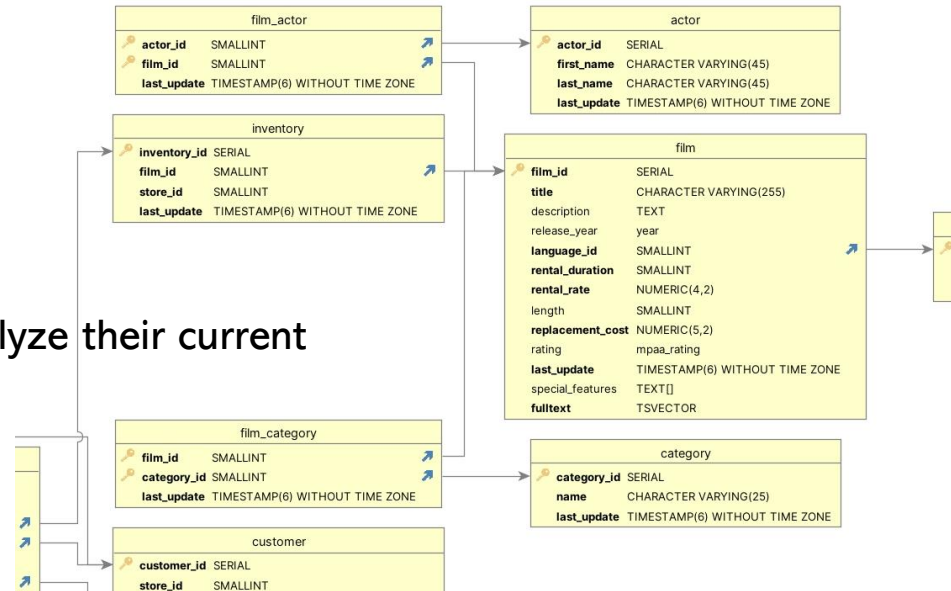 film_actor
actor_id SMALLINT
film_id SMALLINT
last_update TIMESTAMP(6) WITHOUT TIME ZONE
actor
actor_id SERIAL
first_name CHARACTER VARYING(45)
last_name CHARACTER VARYING(45)
last_update TIMESTAMP(6) WITHOUT TIME ZONE
inventory
inventory_id SERIAL
film_id SMALLINT
store_id SMALLINT
last_update TIMESTAMP(6) WITHOUT TIME ZONE
film
film_id SERIAL
title CHARACTER VARYING(255)
description TEXT
release_year year
language_id SMALLINT
rental_duration SMALLINT
rental_rate NUMERIC(4,2)
length SMALLINT
replacement_cost NUMERIC(5,2)
rating mpaa_rating
last_update TIMESTAMP(6) WITHOUT TIME ZONE
special_features TEXT[]
fulltext TSVECTOR
lyze their current
film_category
film_id SMALLINT
category_id SMALLINT
last_update TIMESTAMP(6) WITHOUT TIME ZONE
category
category_id SERIAL
name CHARACTER VARYING(25)
last_update TIMESTAMP(6) WITHOUT TIME ZONE
customer
customer_id SERIAL
store_id SMALLINT